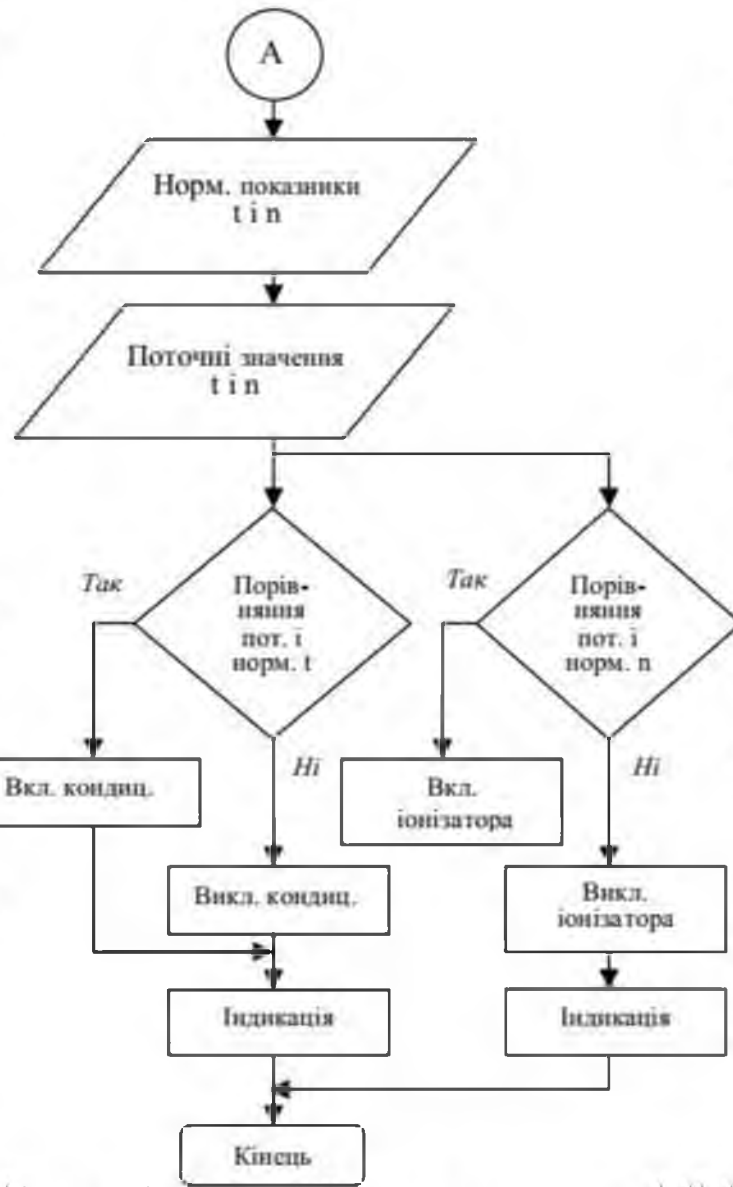 A
Норм. показники
t i n
Поточні значення
t i n
Так
Порів-
няння
пот. і
норм. t
Так
Порів-
няння
пот. і
норм. n
Ні
Ні
Вкл. кондиц.
Вкл.
іонізатора
Викл. кондиц.
Викл.
іонізатора
Індикація
Індикація
Кінець